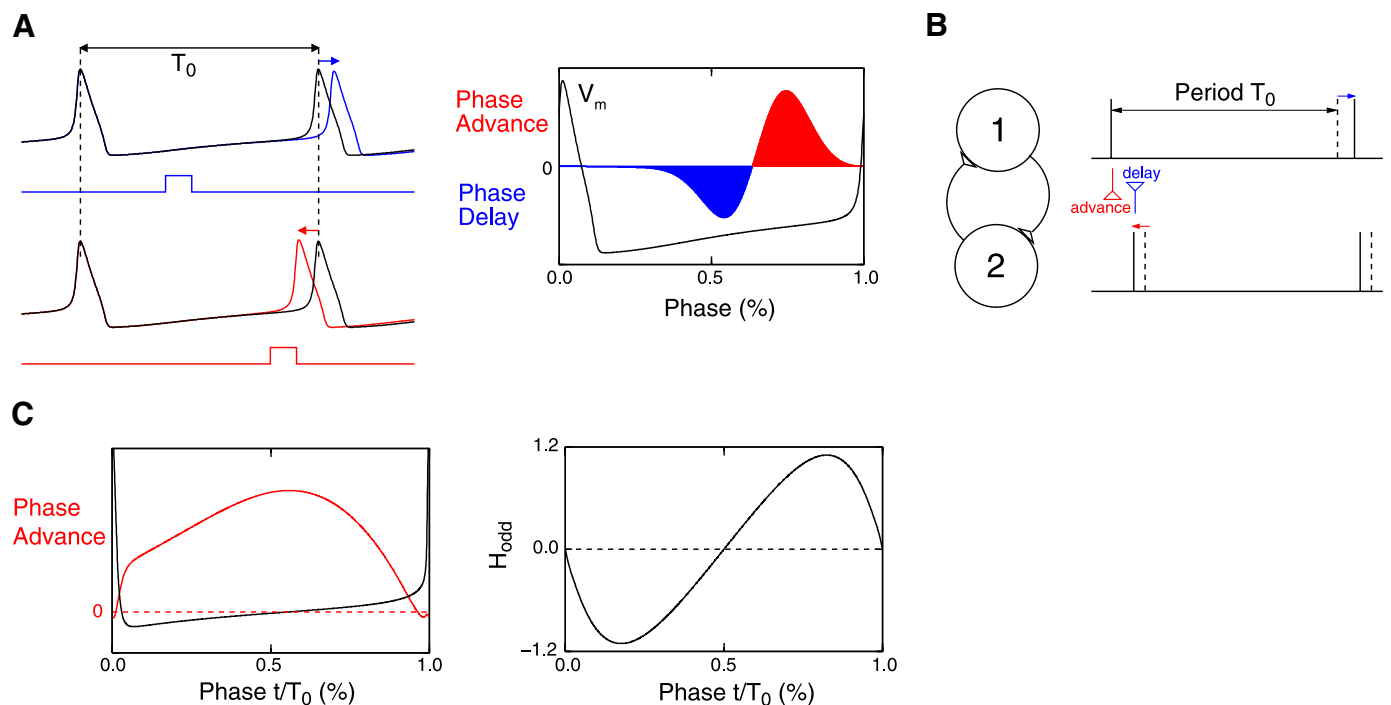 A
T0
Phase
Advance
0
Phase
Delay
Vm
0.0
0.5
1.0
Phase (%)
B
1
2
Period T0
delay
advance
C
Phase
Advance
0
0.0
0.5
1.0
Phase t/T0 (%)
1.2
0.0
-1.2
Hodd
0.0
0.5
1.0
Phase t/T0 (%)